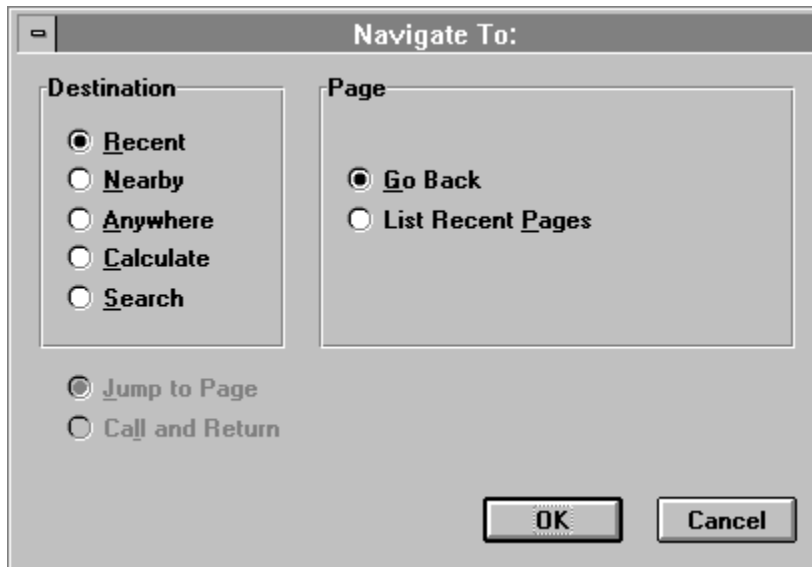 Navigate To:
Destination
Recent
Nearby
Anywhere
Calculate
Search
Page
Go Back
List Recent Pages
Jump to Page
Call and Return
OK
Cancel